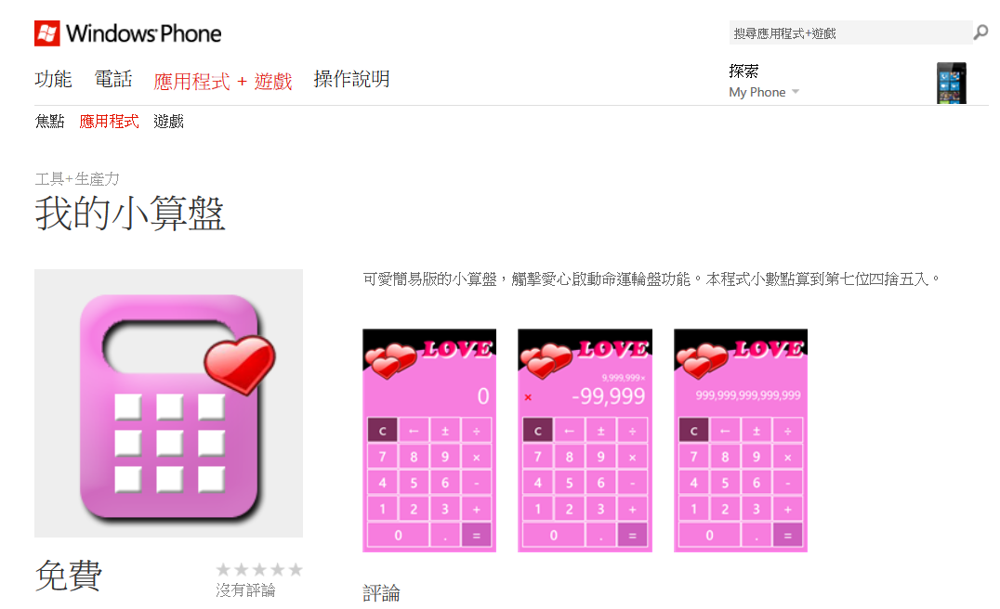 Windows Phone
搜尋應用程式+遊戲
功能 電話 應用程式 + 遊戲 操作說明
探索
My Phone
焦點 應用程式 遊戲
工具+生產力
我的小算盤
可愛簡易版的小算盤，觸擊愛心啟動命運輪盤功能。本程式小數點算到第七位四捨五入。
LOVE
0
C ← ± ÷
7 8 9 ×
4 5 6 -
1 2 3 +
0 . =
LOVE
9,999,999×
× -99,999
C ← ± ÷
7 8 9 ×
4 5 6 -
1 2 3 +
0 . =
LOVE
999,999,999,999,999
C ← ± ÷
7 8 9 ×
4 5 6 -
1 2 3 +
0 . =
免費
沒有評論
評論